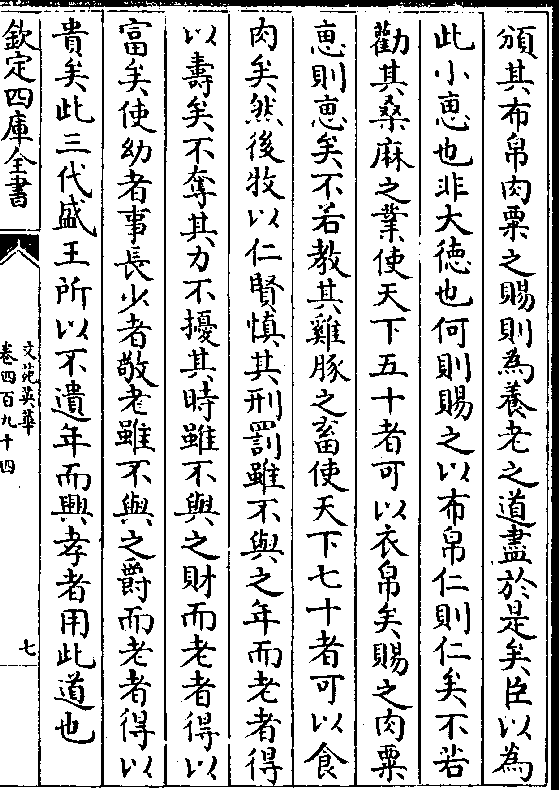 頒其布帛肉粟之賜則為養老之道盡於是矣臣以為
此小恵也非大徳也何則賜之以布帛仁則仁矣不若
勸其桑麻之業使天下五十者可以衣帛矣賜之肉粟
恵則恵矣不若教其雞豚之畜使天下七十者可以食
肉矣然後牧以仁賢慎其刑罰雖不與之年而老者得
以壽矣不奪其力不擾其時雖不與之財而老者得以
富矣使幼者事長少者敬老雖不與之爵而老者得以
貴矣此三代盛王所以不遺年而興孝者用此道也
欽定四庫全書
文苑英華
卷四百九十四
七